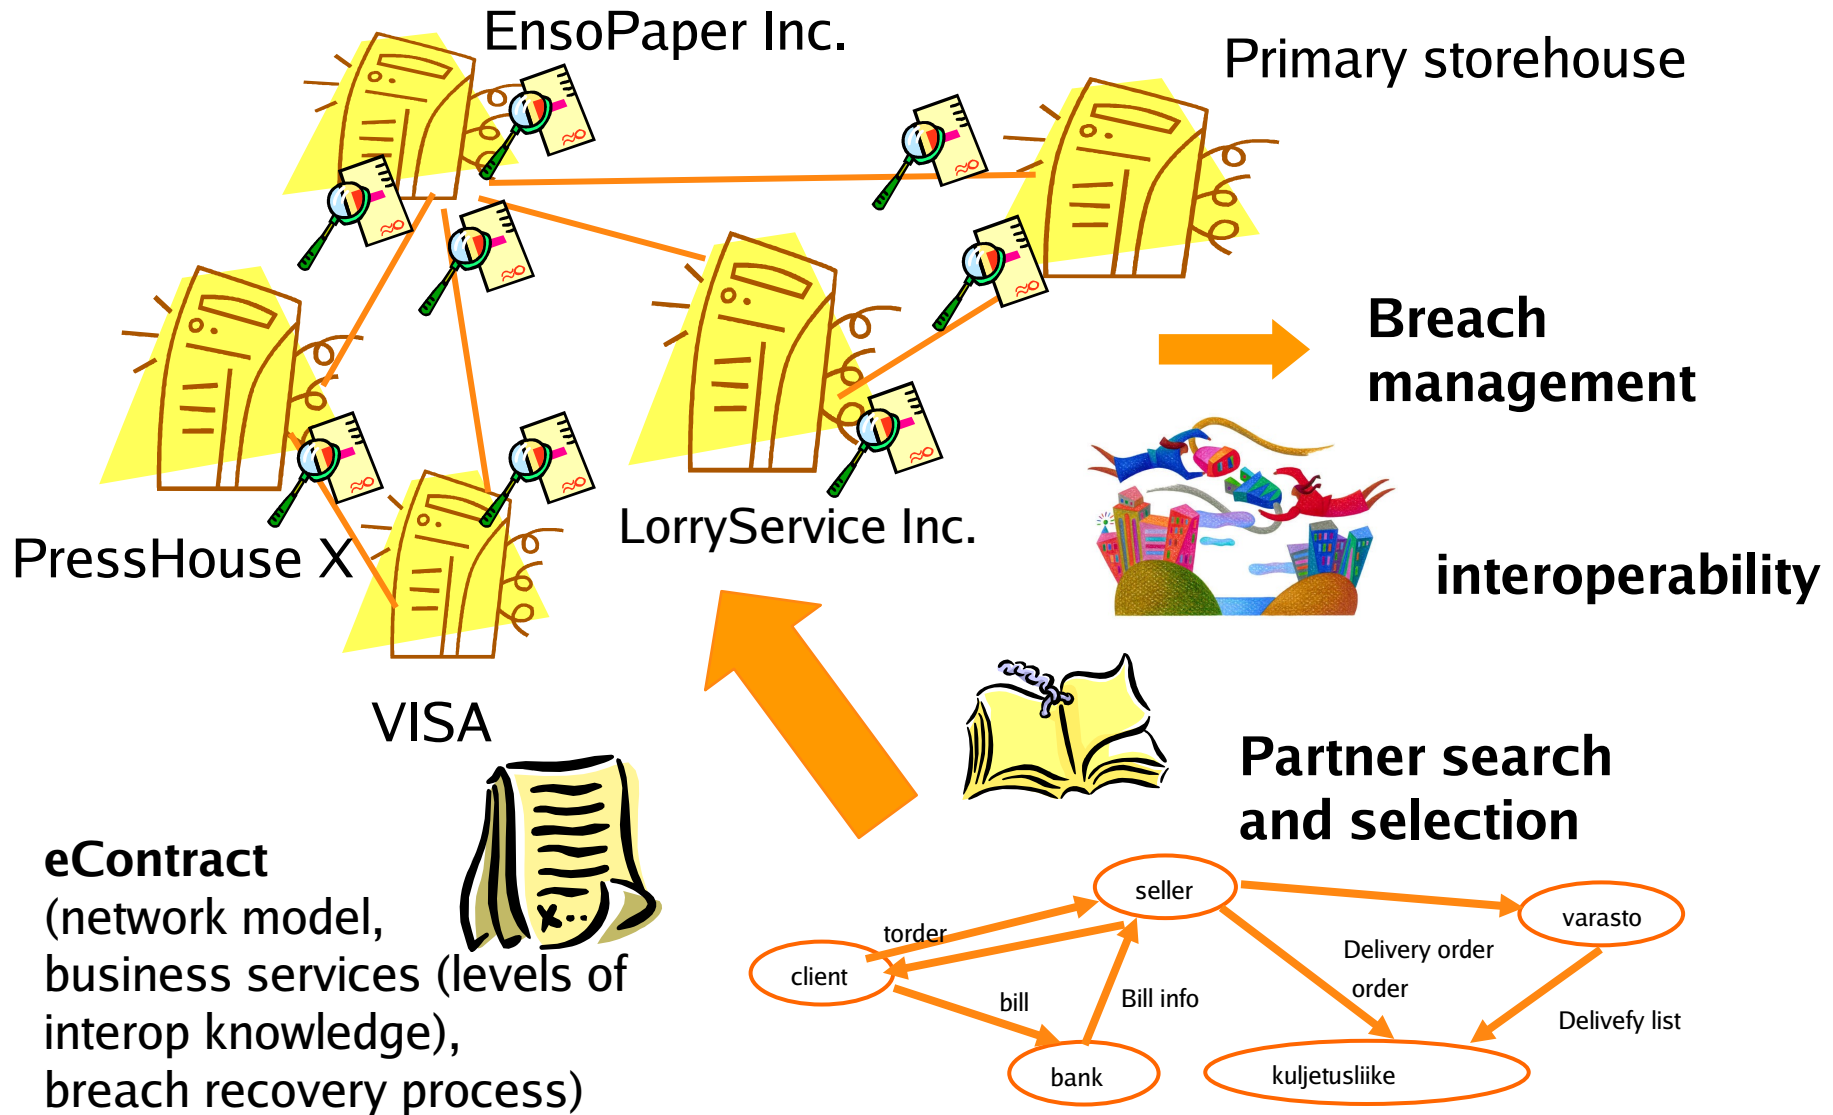 EnsoPaper Inc.
Primary storehouse
Breach
management
LorryService Inc.
PressHouse X
interoperability
VISA
Partner search
and selection
eContract
(network model,
business services (levels of
interop knowledge),
breach recovery process)
seller
varasto
torder
client
Delivery order
order
bill
Bill info
Delivefy list
bank
kuljetusliike